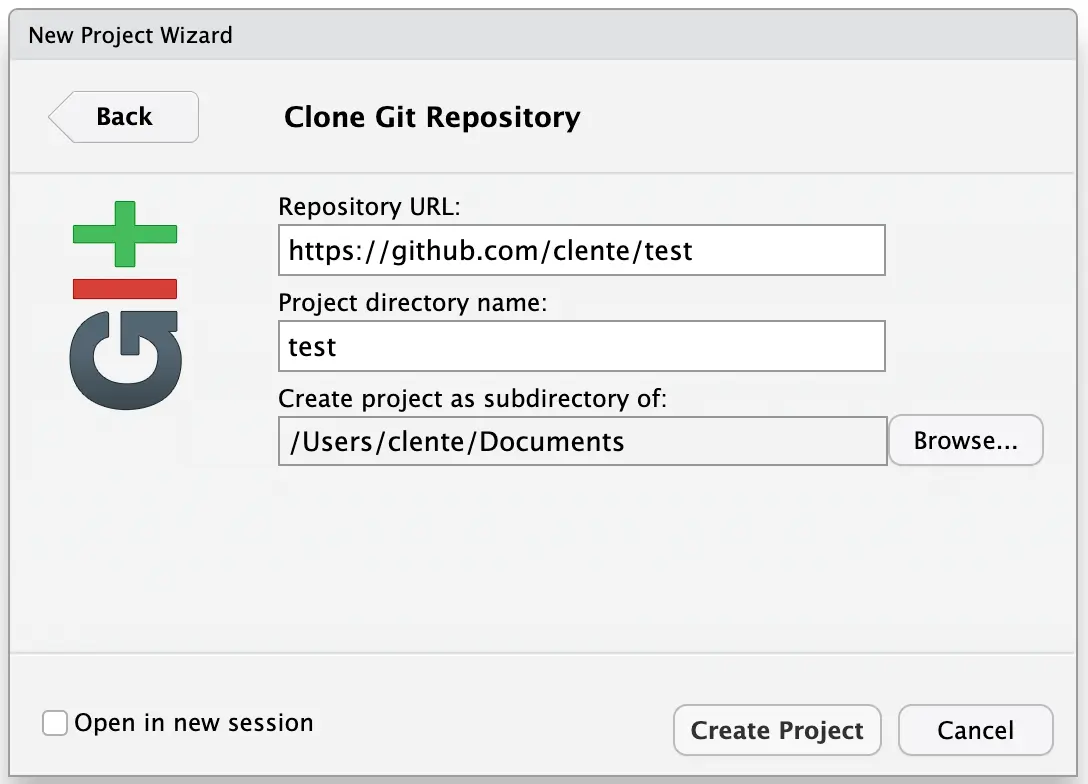 New Project Wizard
Back
Clone Git Repository
Repository URL:
https://github.com/clente/test
Project directory name:
test
Create project as subdirectory of:
/Users/clente/Documents
Browse...
GIT
Open in new session
Create Project
Cancel